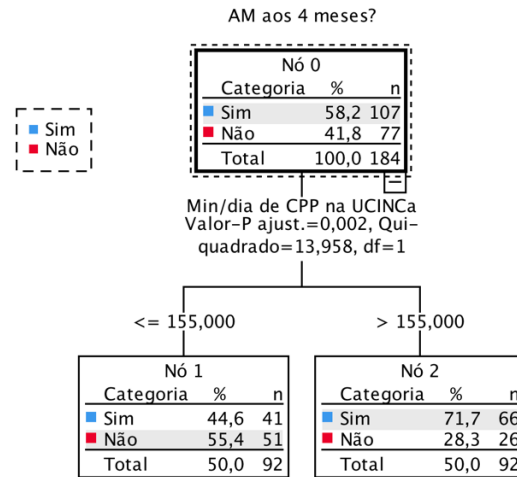 AM aos 4 meses?
Sim
Não
Nó 0
Categoria % n
Sim 58,2 107
Não 41,8 77
Total 100,0 184
Min/dia de CPP na UCINCa
Valor-P ajust.=0,002, Qui-
quadrado=13,958, df=1
<= 155,000
> 155,000
Nó 1
Categoria % n
Sim 44,6 41
Não 55,4 51
Total 50,0 92
Nó 2
Categoria % n
Sim 71,7 66
Não 28,3 26
Total 50,0 92